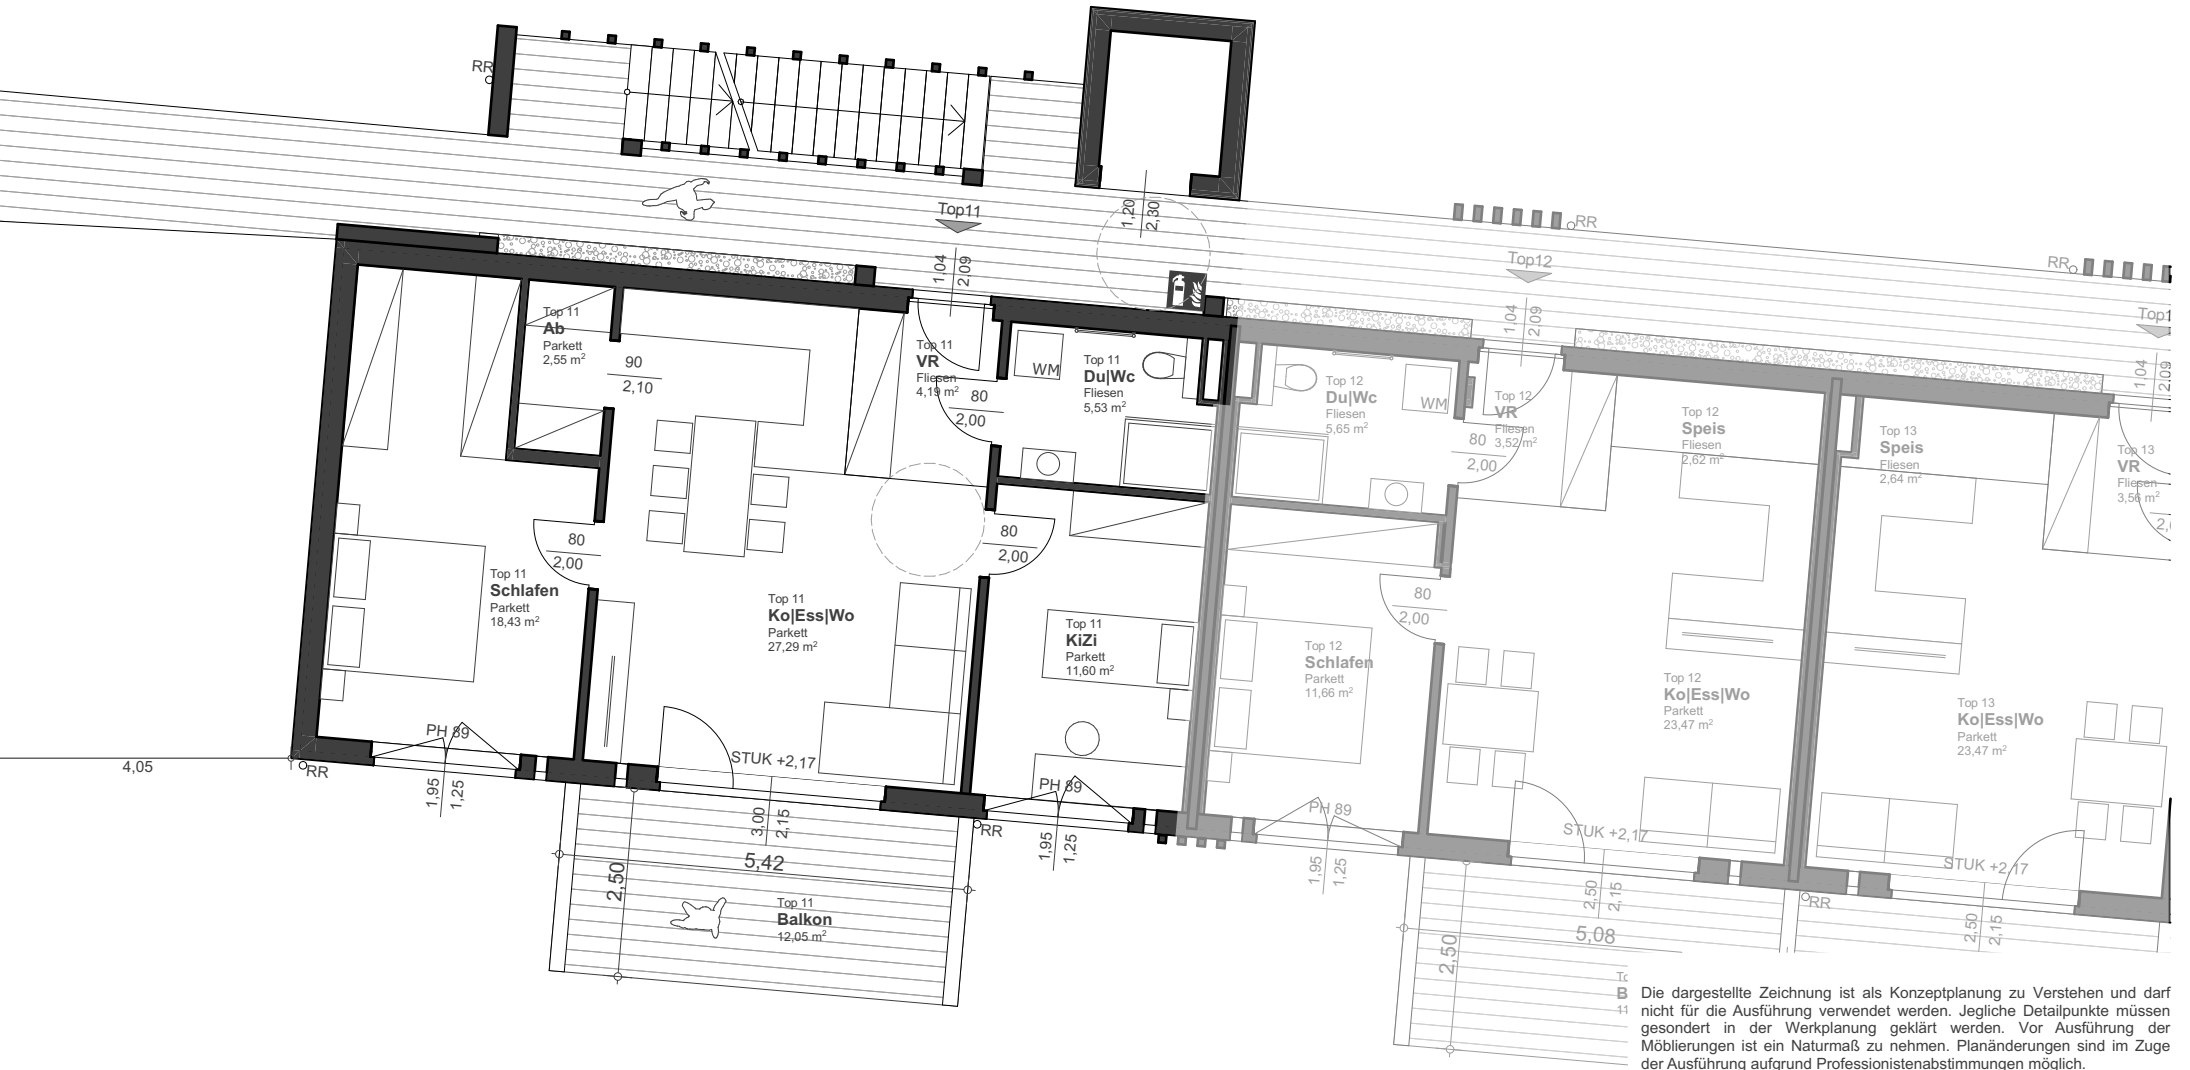 RR
Top11
1,20
2,30
RR
Top12
RR
1,04
2,09
Top 11
Ab
Parkett
2,55 m²
90
2,10
Top 11
VR
Fliesen
4,19 m²
80
2,00
WM
Top 11
Du|Wc
Fliesen
5,53 m²
Top 12
Du|Wc
Fliesen
5,65 m²
WM
1,04
2,09
Top 12
VR
Fliesen
3,52 m²
80
2,00
Top 12
Speis
Fliesen
2,62 m²
Top 13
Speis
Fliesen
2,64 m²
1,04
2,09
Top 13
VR
Fliesen
3,56 m²
80
2,00
Top 11
Schlafen
Parkett
18,43 m²
Top 11
Ko|Ess|Wo
Parkett
27,29 m²
80
2,00
Top 11
KiZi
Parkett
11,60 m²
Top 12
Schlafen
Parkett
11,66 m²
80
2,00
Top 12
Ko|Ess|Wo
Parkett
23,47 m²
Top 13
Ko|Ess|Wo
Parkett
23,47 m²
4,05
RR
PH 89
1,95
1,25
STUK +2,17
3,00
2,15
RR
PH 89
1,95
1,25
PH 89
1,95
1,25
STUK +2,17
2,50
2,15
RR
STUK +2,17
2,50
2,15
5,42
2,50
Top 11
Balkon
12,05 m²
5,08
2,50
B
11
Die dargestellte Zeichnung ist als Konzeptplanung zu Verstehen und darf
nicht für die Ausführung verwendet werden. Jegliche Detailpunkte müssen
gesondert in der Werkplanung geklärt werden. Vor Ausführung der
Möblierungen ist ein Naturmaß zu nehmen. Planänderungen sind im Zuge
der Ausführung aufgrund Professionistenabstimmungen möglich.